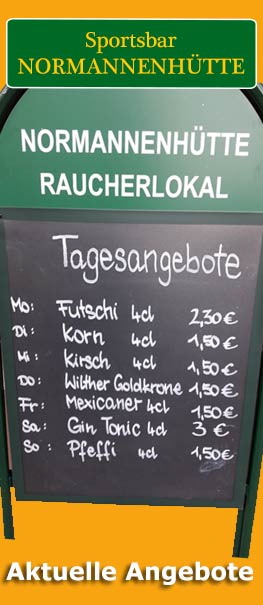 Sportsbar
NORMANNENHÜTTE
NORMANNENHÜTTE
RAUCHERLOKAL
Tagesangebote
Mo: Futschi 4cl 2,30€
Di: Korn 4cl 1,50€
Mi: Kirsch 4cl 1,50€
Do: Wilther Goldkrone 1,50€
Fr: Mexicaner 4cl 1,50€
Sa: Gin Tonic 4cl 3€
So: Pfeffi 4cl 1,50€
Aktuelle Angebote